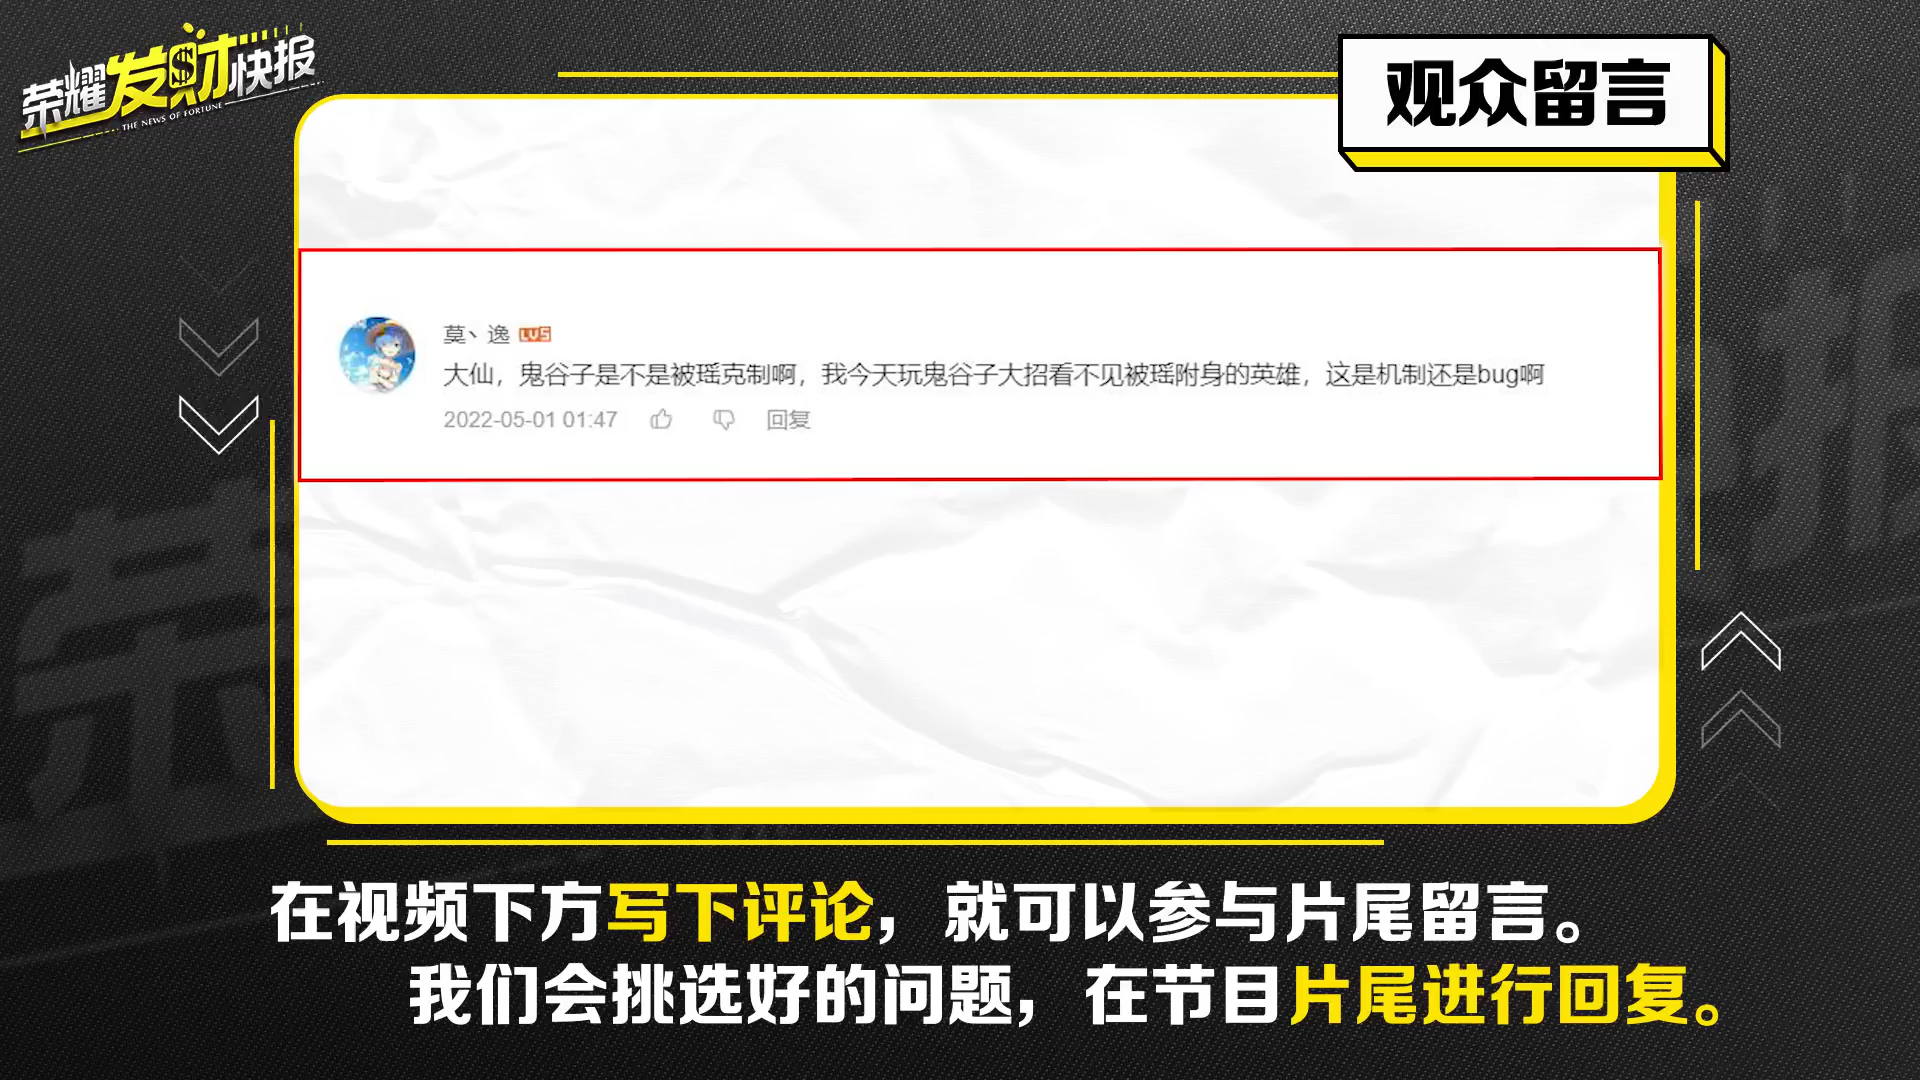 荣耀发财快报
THE NEWS OF FORTUNE
观众留言
莫丶逸 LV5
大仙，鬼谷子是不是被瑶克制啊，我今天玩鬼谷子大招看不见被瑶附身的英雄，这是机制还是bug啊
2022-05-01 01:47 回复
在视频下方写下评论，就可以参与片尾留言。
我们会挑选好的问题，在节目片尾进行回复。